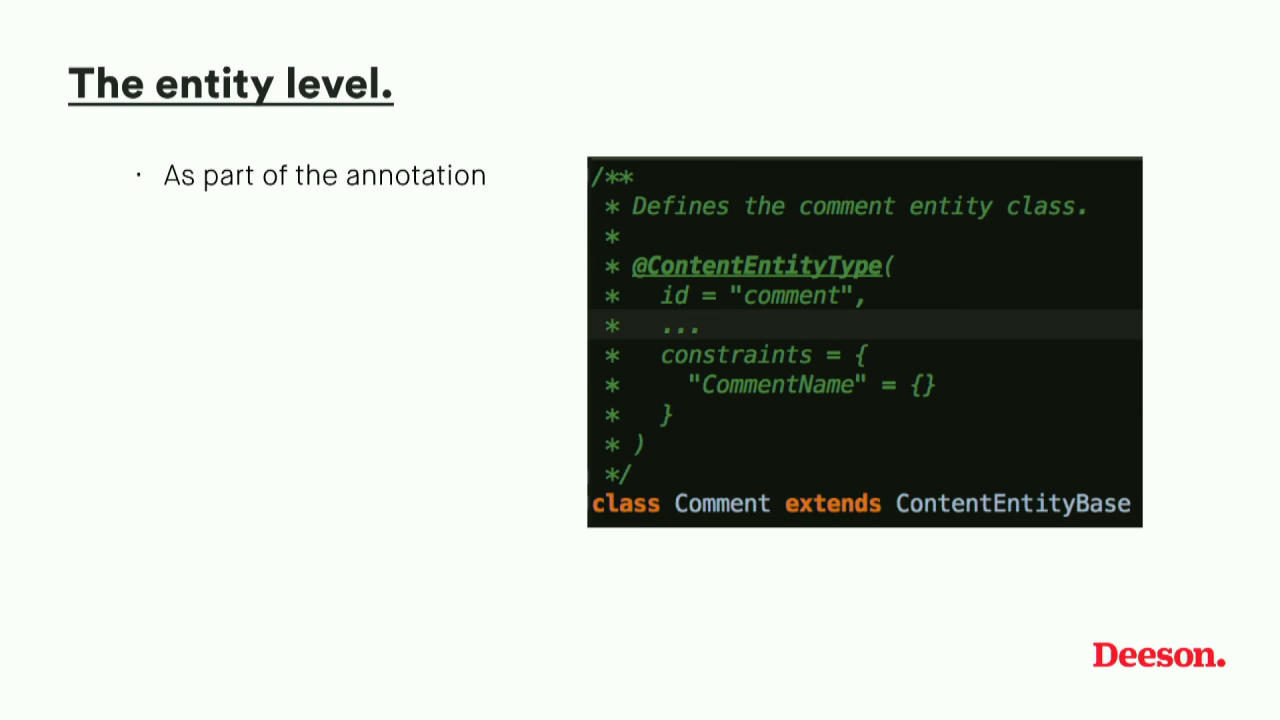 The entity level.
· As part of the annotation
/**
 * Defines the comment entity class.
 *
 * @ContentEntityType(
 *   id = "comment",
 *   ...
 *   constraints = {
 *     "CommentName" = {}
 *   }
 * )
 */
class Comment extends ContentEntityBase
Deeson.